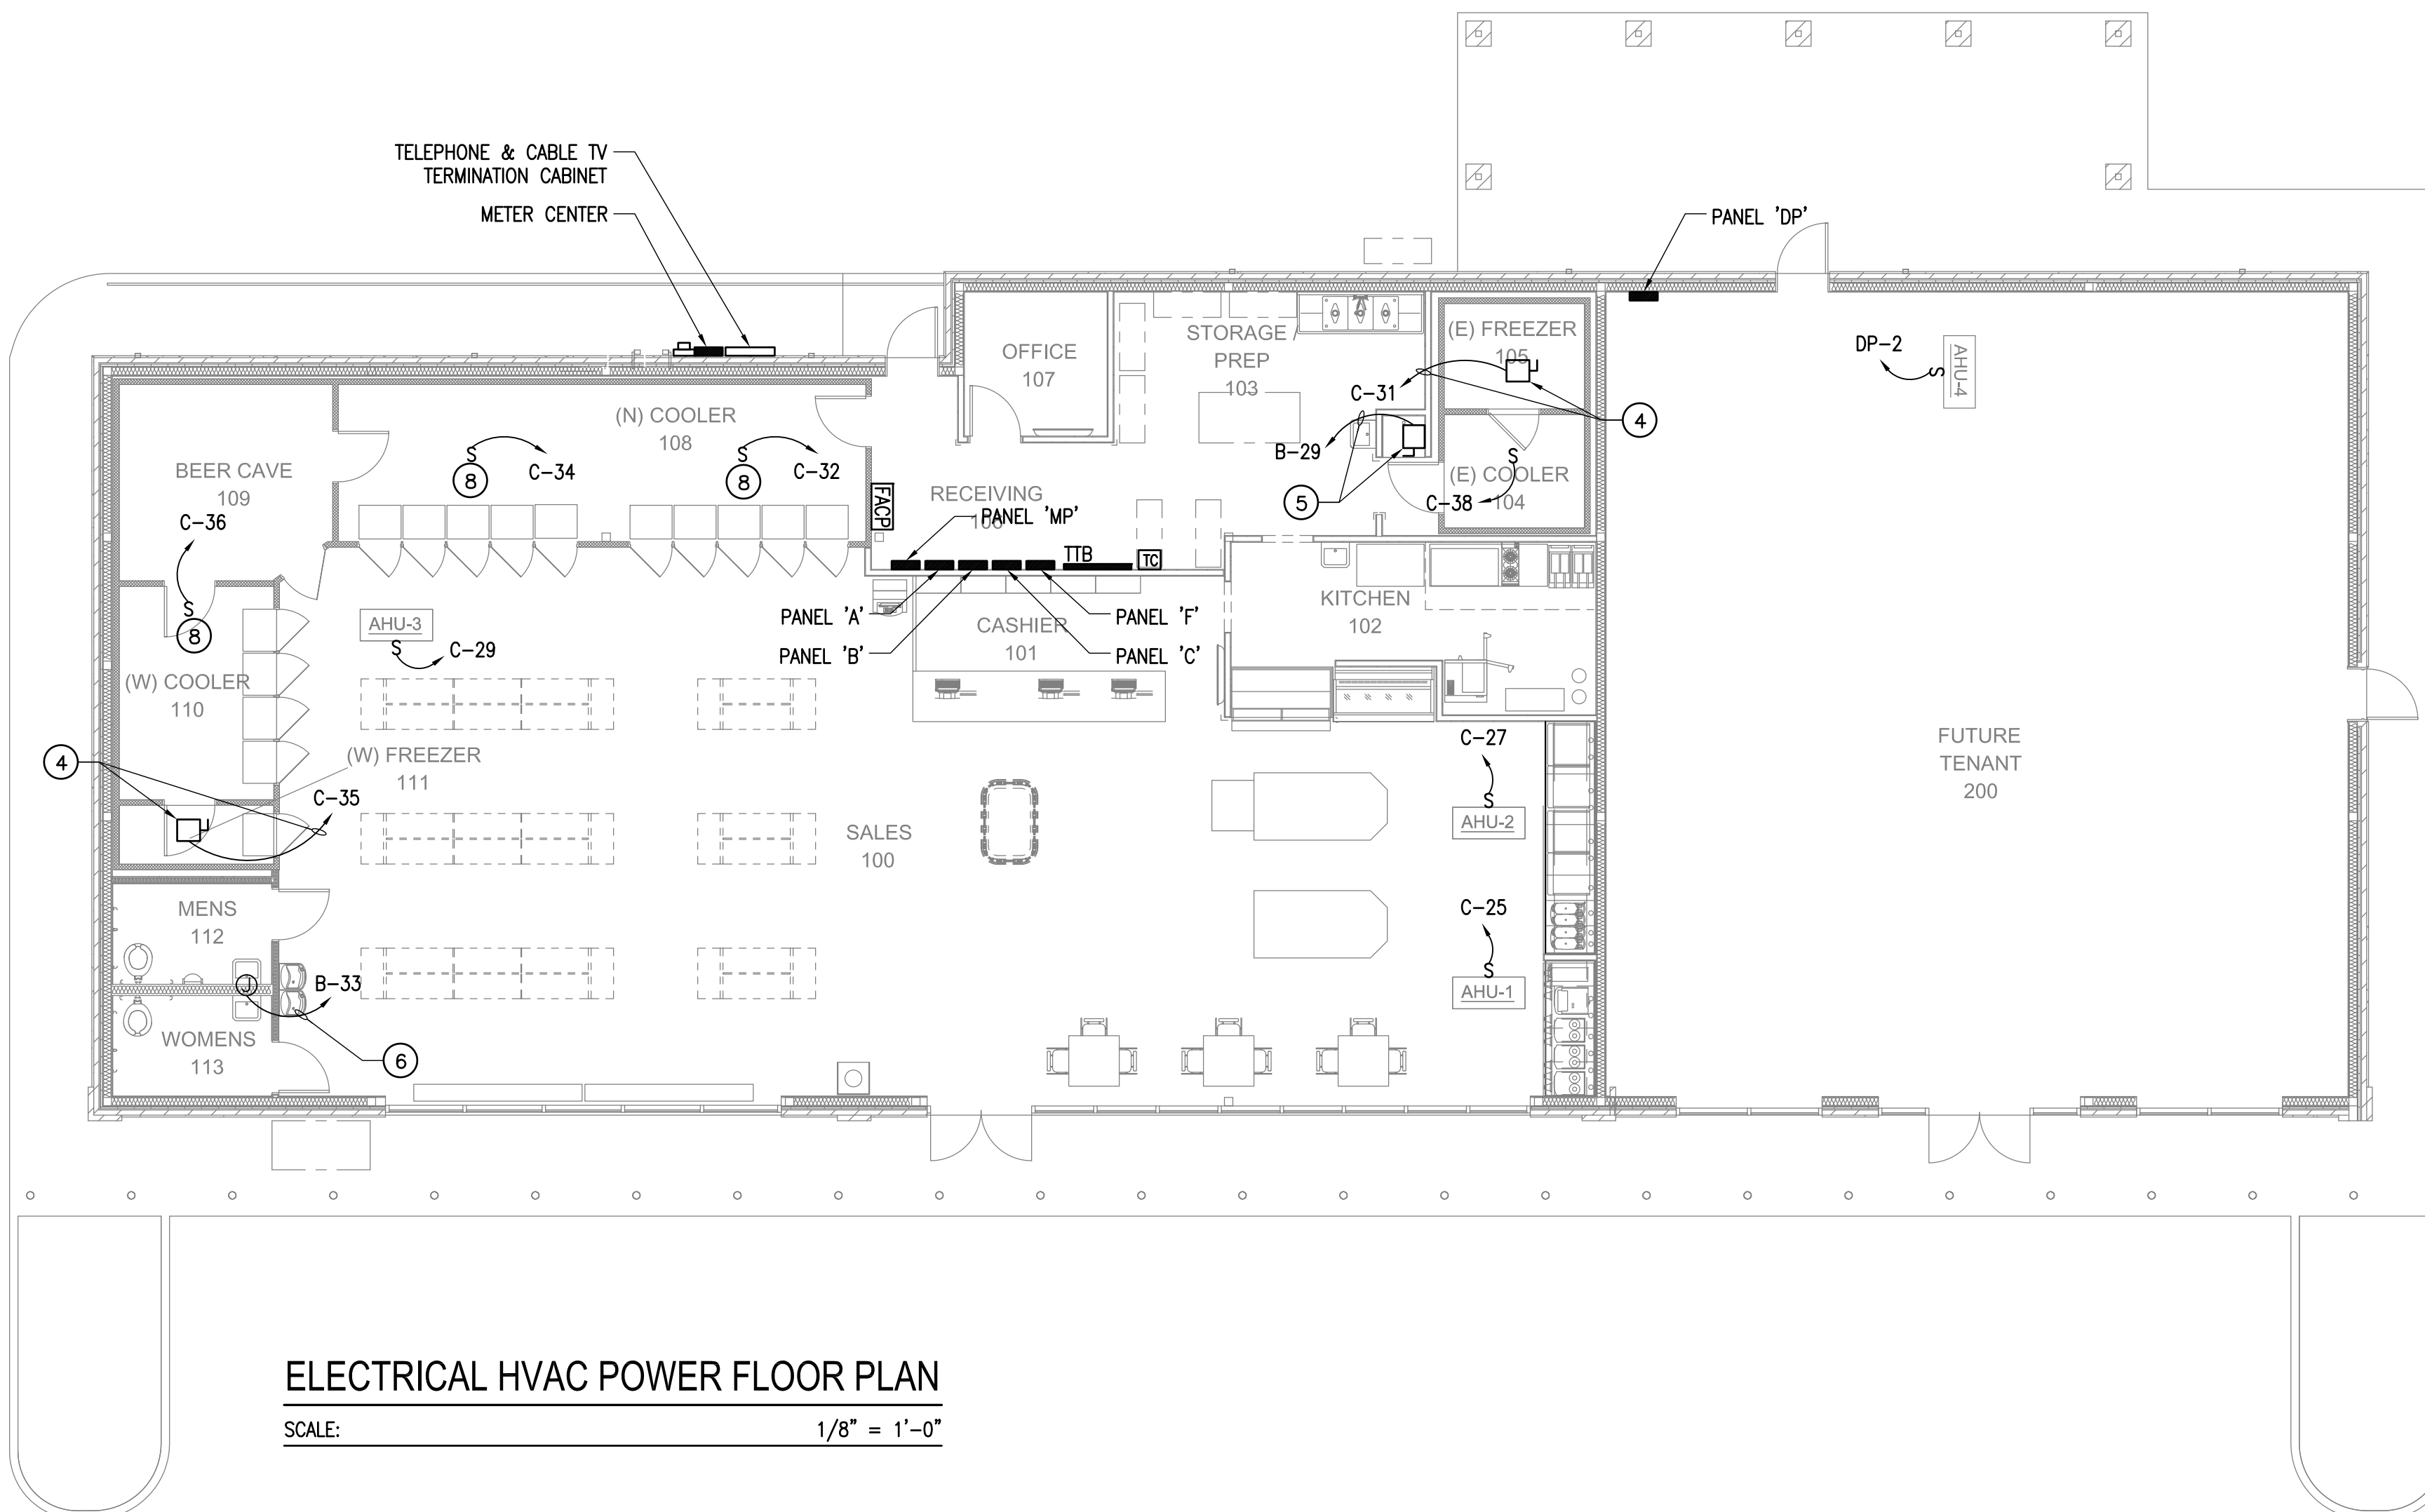 TELEPHONE & CABLE TV
TERMINATION CABINET
METER CENTER
PANEL 'DP'
(E) FREEZER
105
STORAGE /
PREP
103
OFFICE
107
DP-2
S
AHU-4
C-31
4
(N) COOLER
108
S
8
C-34
S
8
C-32
B-29
5
S
(E) COOLER
104
C-38
BEER CAVE
109
C-36
S
8
FACP
RECEIVING
106
PANEL 'MP'
TTB
TC
PANEL 'A'
PANEL 'B'
PANEL 'F'
PANEL 'C'
CASHIER
101
KITCHEN
102
AHU-3
S
C-29
(W) COOLER
110
4
(W) FREEZER
111
C-35
C-27
S
AHU-2
FUTURE
TENANT
200
SALES
100
C-25
S
AHU-1
MENS
112
J
B-33
WOMENS
113
6
ELECTRICAL HVAC POWER FLOOR PLAN
SCALE: 1/8" = 1'-0"